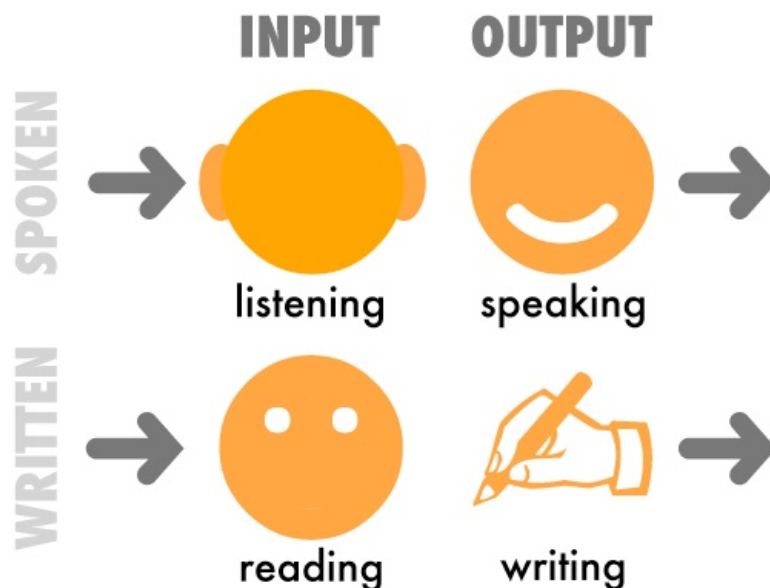 INPUT OUTPUT
SPOKEN
listening speaking
WRITTEN
reading writing